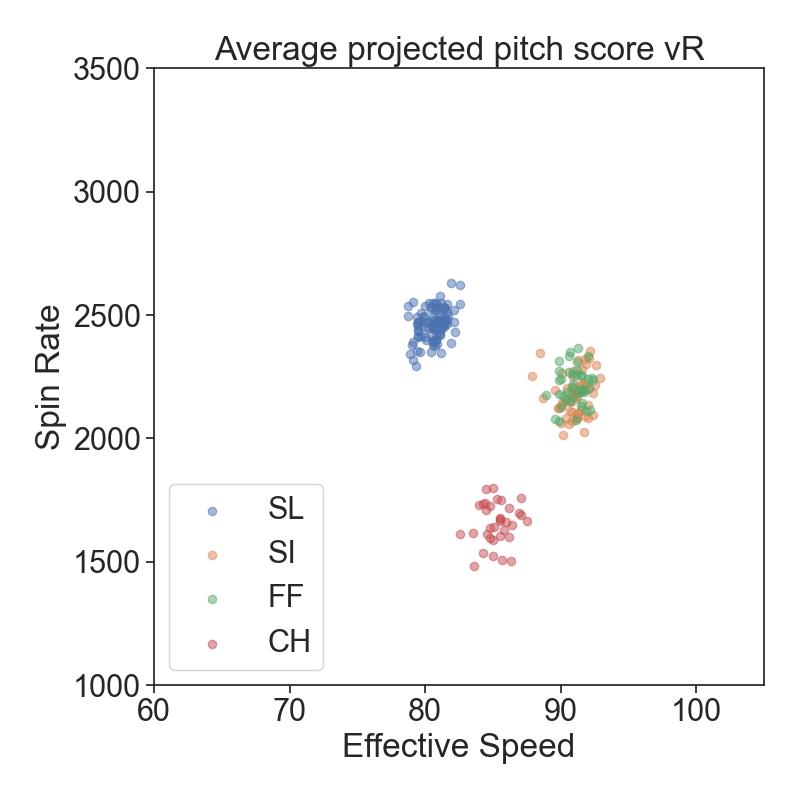 Average projected pitch score vR
3500
3000
2500
2000
1500
1000
Spin Rate
SL
SI
FF
CH
60 70 80 90 100
Effective Speed